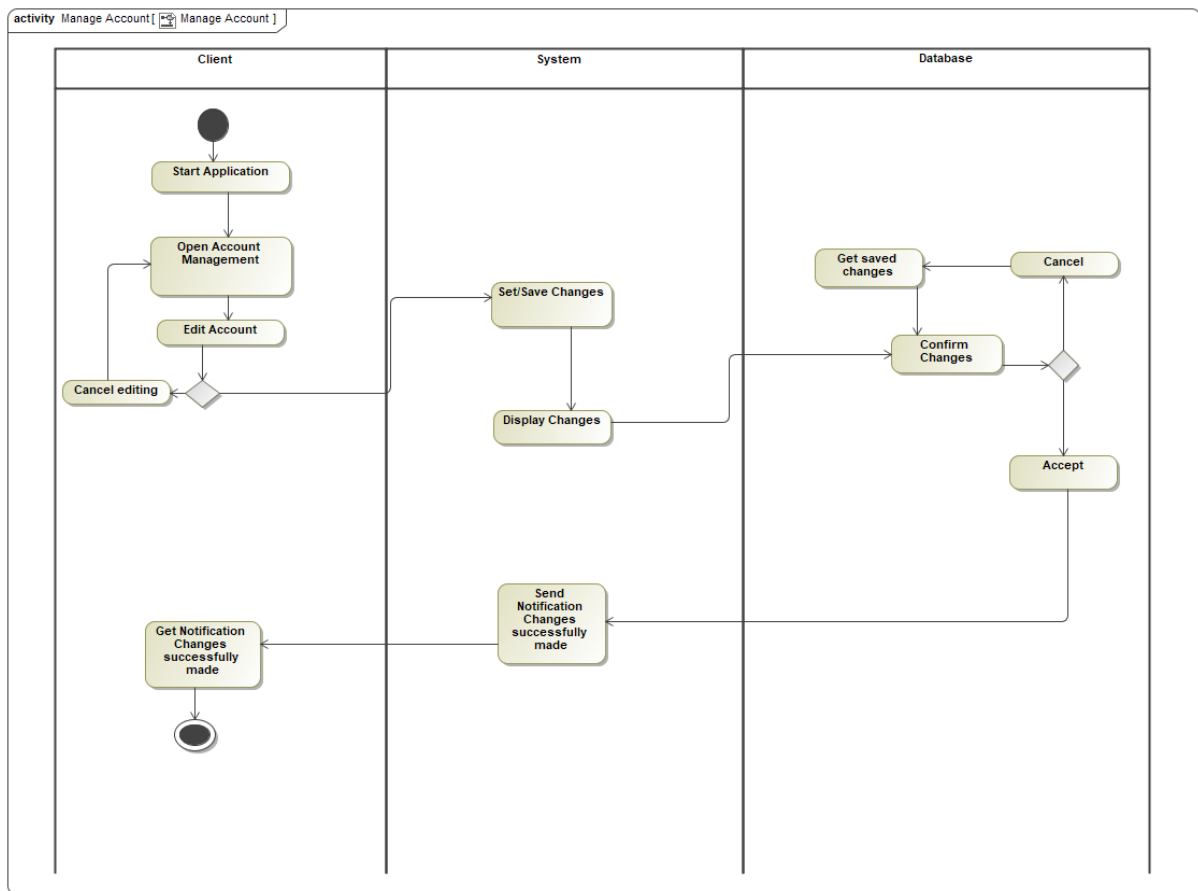 activity Manage Account [ Manage Account ]
Client
System
Database
Start Application
Open Account
Management
Edit Account
Cancel editing
Set/Save Changes
Display Changes
Get saved
changes
Cancel
Confirm
Changes
Accept
Send
Notification
Changes
successfully
made
Get Notification
Changes
successfully
made